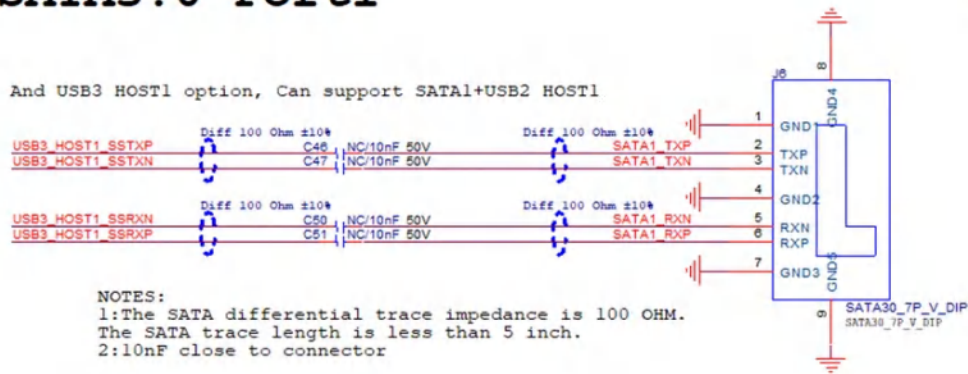 And USB3 HOST1 option, Can support SATA1+USB2 HOST1
J6
8
GND4
Diff 100 Ohm ±10%
Diff 100 Ohm ±10%
1
GND1
USB3_HOST1_SSTXP
C46
NC/10nF 50V
SATA1_TXP
2
TXP
USB3_HOST1_SSTXN
C47
NC/10nF 50V
SATA1_TXN
3
TXN
4
GND2
Diff 100 Ohm ±10%
Diff 100 Ohm ±10%
USB3_HOST1_SSRXN
C50
NC/10nF 50V
SATA1_RXN
5
RXN
USB3_HOST1_SSRXP
C51
NC/10nF 50V
SATA1_RXP
6
RXP
7
GND3
GND5
9
SATA30_7P_V_DIP
SATA30_7P_V_DIP
NOTES:
1:The SATA differential trace impedance is 100 OHM.
The SATA trace length is less than 5 inch.
2:10nF close to connector